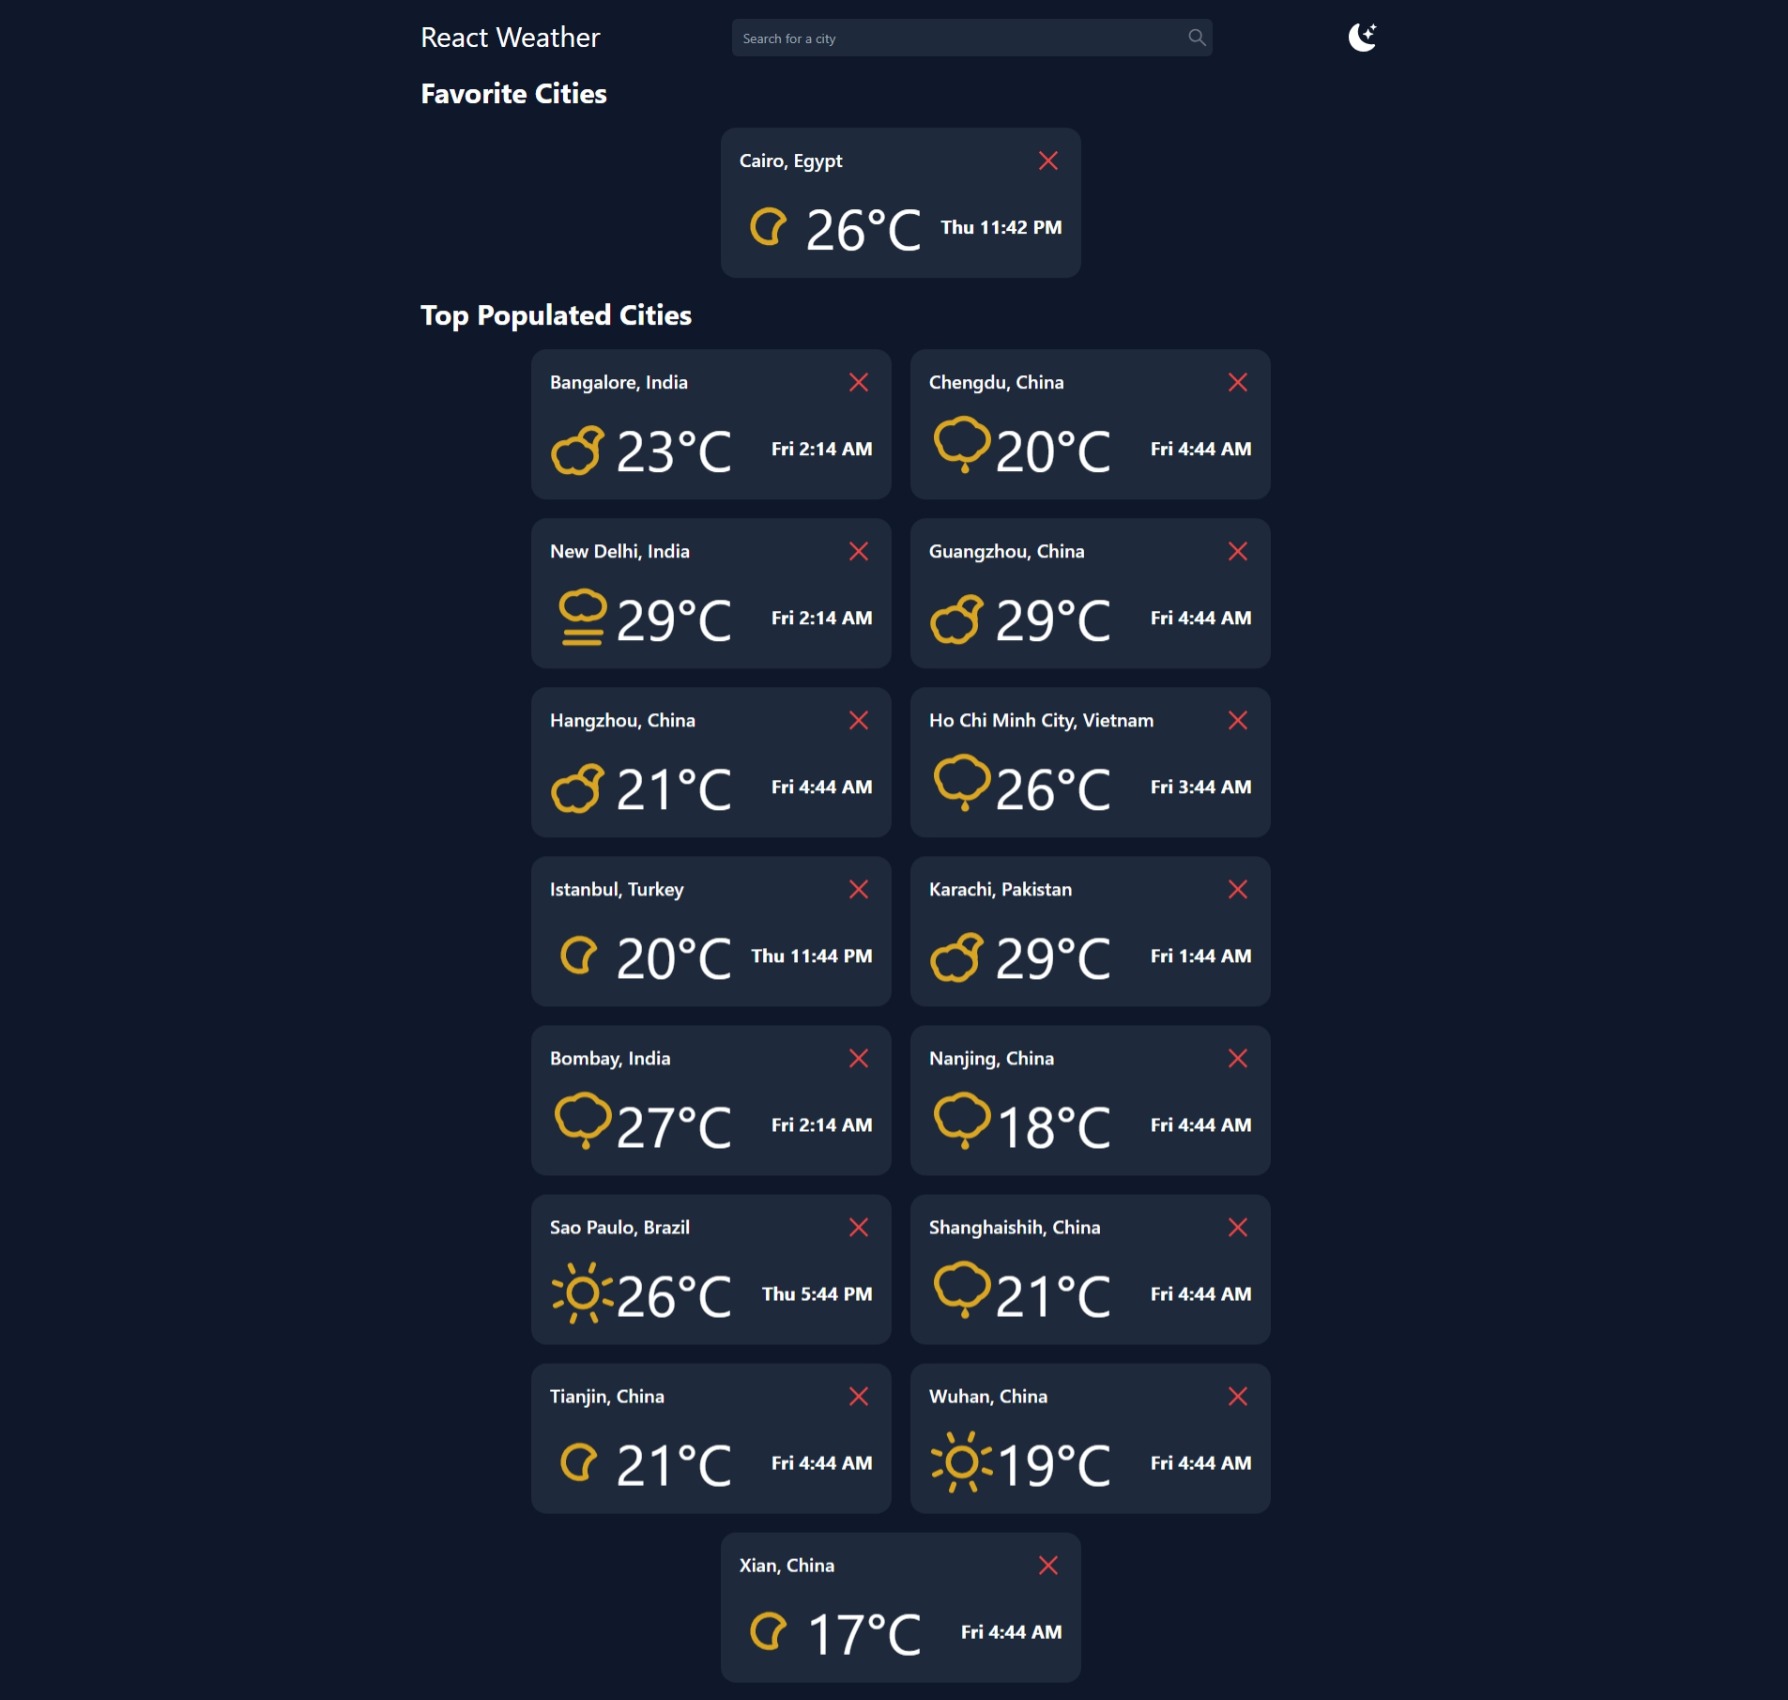 React Weather
Search for a city
Favorite Cities
Cairo, Egypt
26°C Thu 11:42 PM
Top Populated Cities
Bangalore, India
23°C Fri 2:14 AM
Chengdu, China
20°C Fri 4:44 AM
New Delhi, India
29°C Fri 2:14 AM
Guangzhou, China
29°C Fri 4:44 AM
Hangzhou, China
21°C Fri 4:44 AM
Ho Chi Minh City, Vietnam
26°C Fri 3:44 AM
Istanbul, Turkey
20°C Thu 11:44 PM
Karachi, Pakistan
29°C Fri 1:44 AM
Bombay, India
27°C Fri 2:14 AM
Nanjing, China
18°C Fri 4:44 AM
Sao Paulo, Brazil
26°C Thu 5:44 PM
Shanghaishih, China
21°C Fri 4:44 AM
Tianjin, China
21°C Fri 4:44 AM
Wuhan, China
19°C Fri 4:44 AM
Xian, China
17°C Fri 4:44 AM